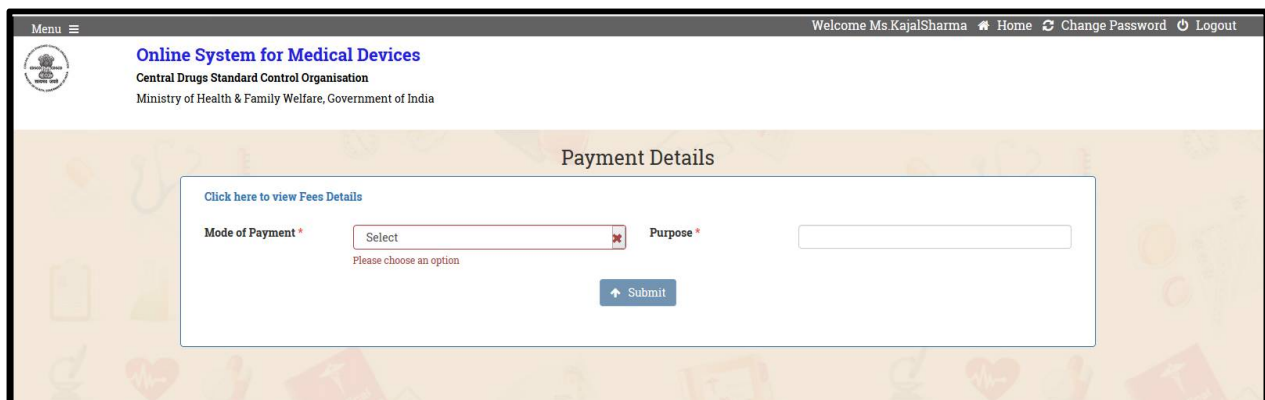 Menu ☰
Welcome Ms.KajalSharma Home Change Password Logout
Online System for Medical Devices
Central Drugs Standard Control Organisation
Ministry of Health & Family Welfare, Government of India
Payment Details
Click here to view Fees Details
Mode of Payment * Select Purpose *
Please choose an option
Submit